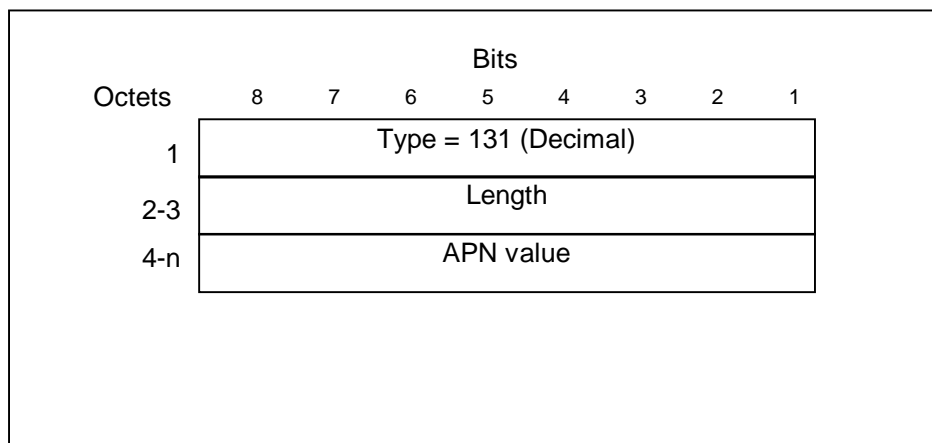 Bits
Octets 8 7 6 5 4 3 2 1
1 Type = 131 (Decimal)
2-3 Length
4-n APN value